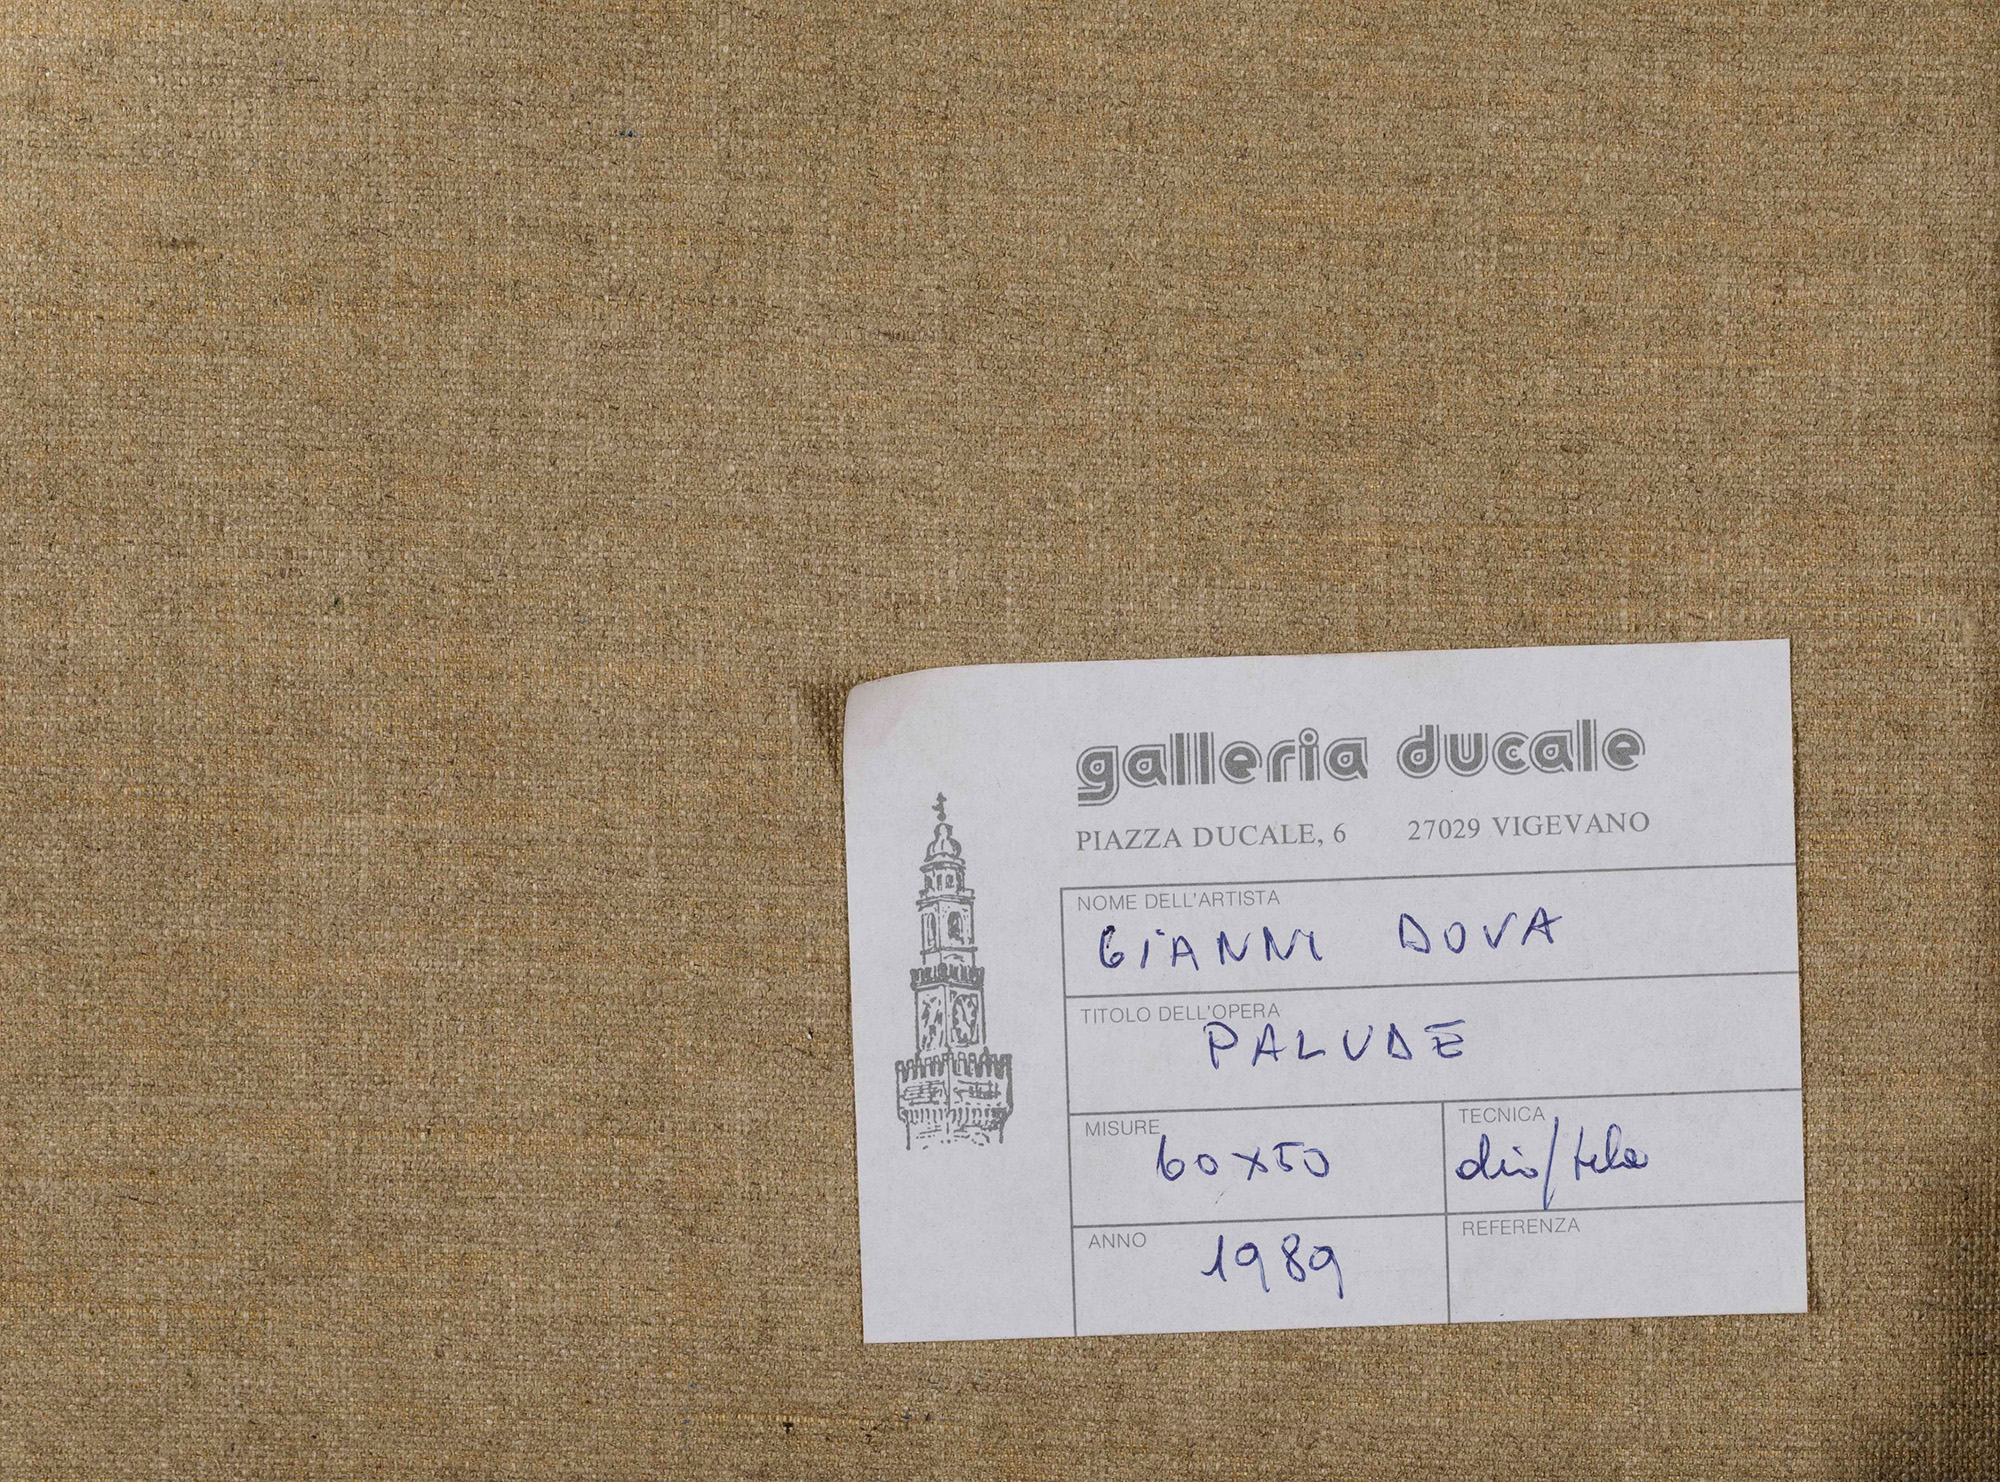 galleria ducale
PIAZZA DUCALE, 6 27029 VIGEVANO
NOME DELL'ARTISTA
GIANNI DOVA
TITOLO DELL'OPERA
PALUDE
MISURE
60x50
TECNICA
olio/tela
ANNO
1989
REFERENZA